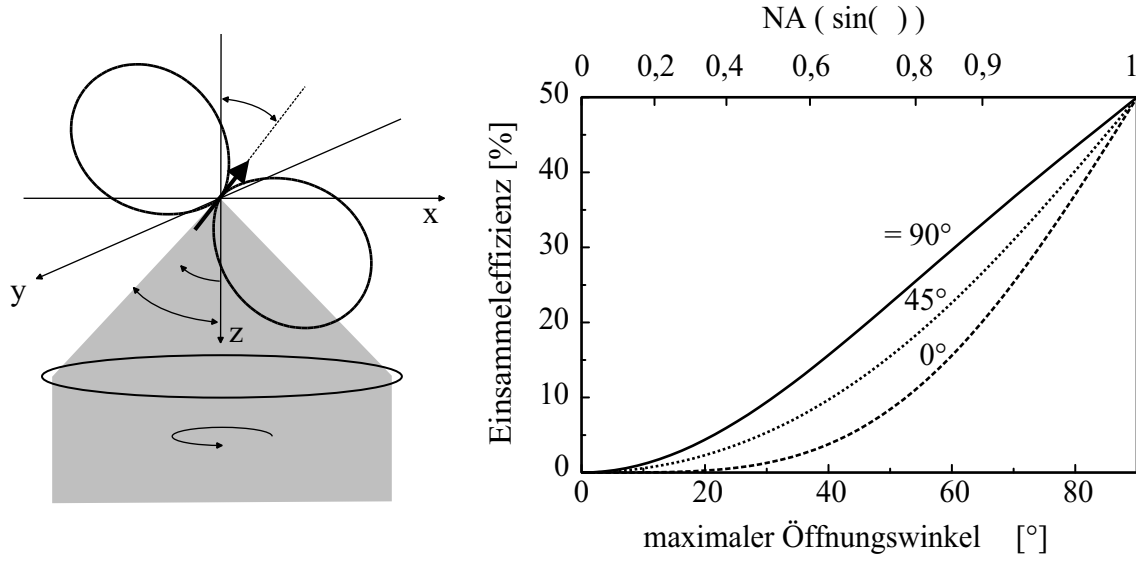 x
y
z
NA ( sin( ) )
0 0,2 0,4 0,6 0,8 0,9 1
50
40
30
20
10
0
Einsammeleffizienz [%]
= 90°
45°
0°
0 20 40 60 80
maximaler Öffnungswinkel [°]